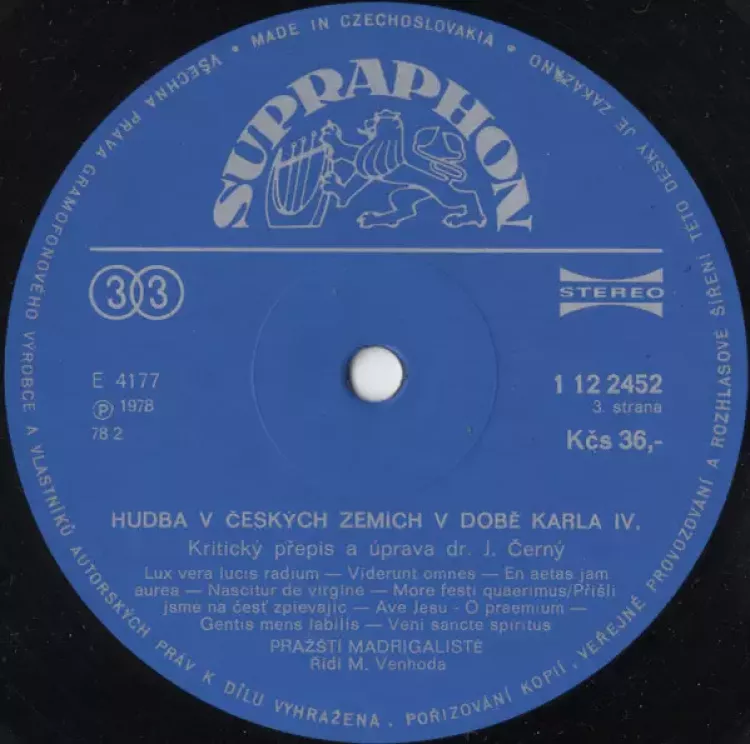 VŠECHNA PRÁVA GRAMOFONOVÉHO VÝROBCE A VLASTNÍKŮ AUTORSKÝCH PRÁV K DÍLU VYHRAŽENA. POŘIZOVÁNÍ KOPIÍ, VEŘEJNÉ PROVOZOVÁNÍ A ROZHLASOVÉ ŠÍŘENÍ TÉTO DESKY JE ZAKÁZÁNO • MADE IN CZECHOSLOVAKIA •
SUPRAPHON
33
STEREO
E 4177
Ⓟ 1978
78 2
1 12 2452
3. strana
Kčs 36,-
HUDBA V ČESKÝCH ZEMÍCH V DOBĚ KARLA IV.
Kritický přepis a úprava dr. J. Černý
Lux vera lucis radium — Viderunt omnes — En aetas jam
aurea — Nascitur de virgine — More festi quaerimus/Přišli
jsme na česť zpievajíc — Ave Jesu - O praemium —
Gentis mens labilis — Veni sancte spiritus
PRAŽŠTÍ MADRIGALISTÉ
Řídí M. Venhoda